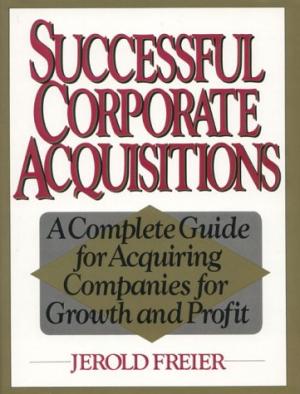 SUCCESSFUL
CORPORATE
ACQUISITIONS
A Complete Guide
for Acquiring
Companies for
Growth and Profit
JEROLD FREIER